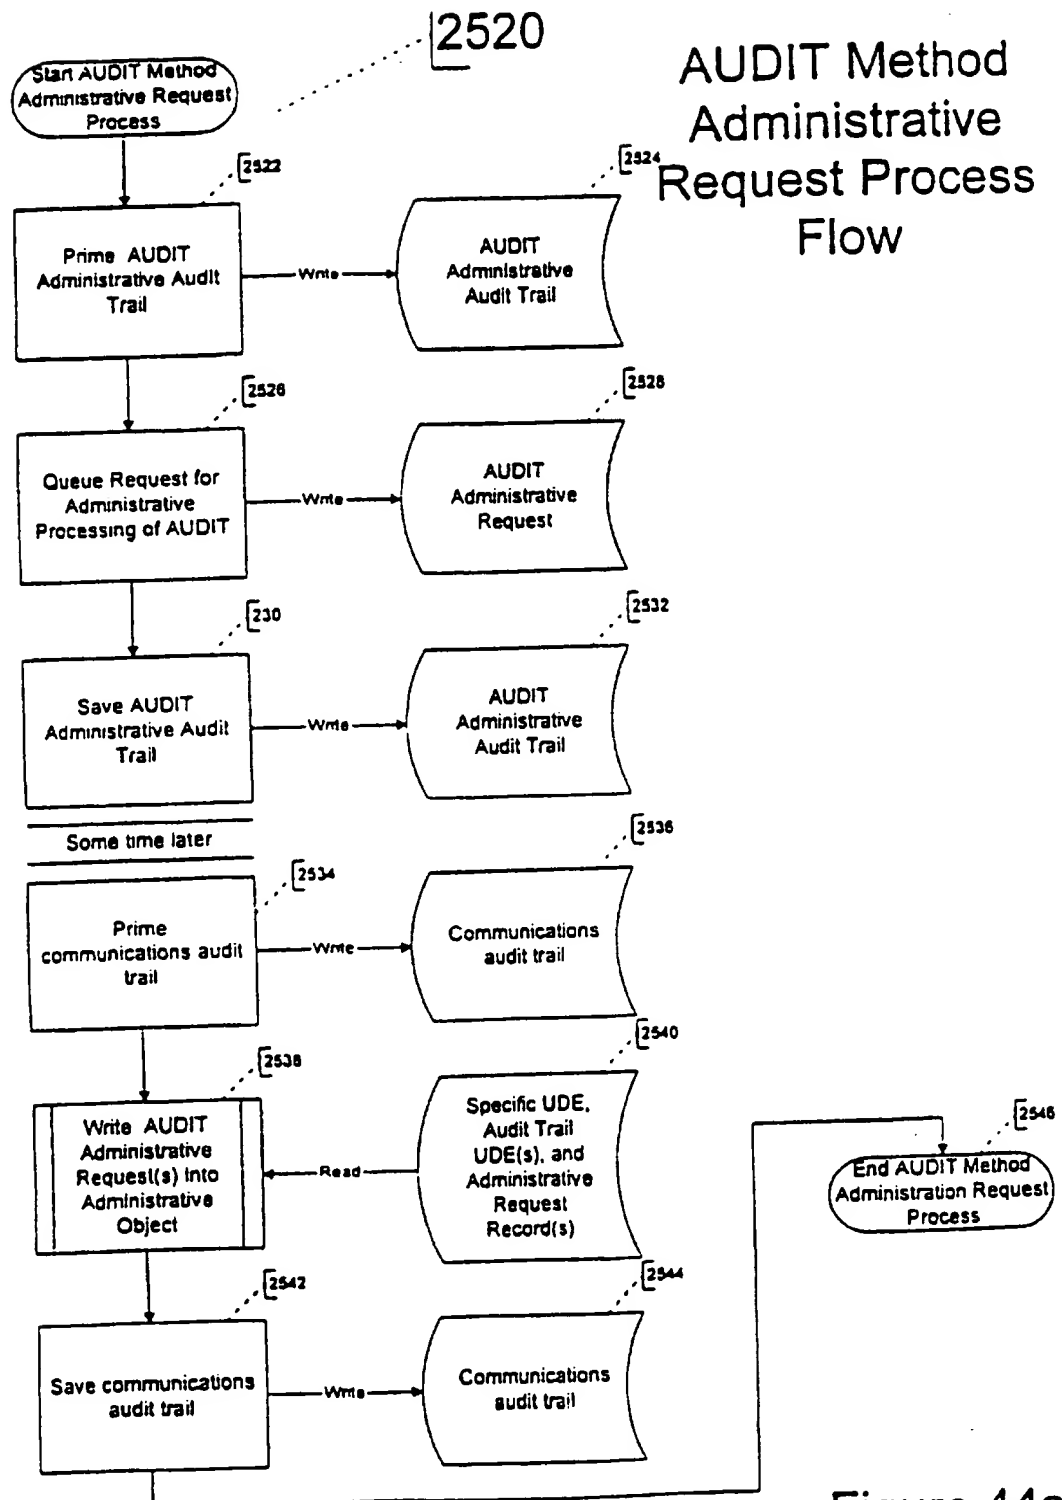 2520
AUDIT Method
Administrative
Request Process
Flow
Start AUDIT Method
Administrative Request
Process
2522
Prime AUDIT
Administrative Audit
Trail
Write
2524
AUDIT
Administrative
Audit Trail
2526
Queue Request for
Administrative
Processing of AUDIT
Write
2528
AUDIT
Administrative
Request
230
Save AUDIT
Administrative Audit
Trail
Write
2532
AUDIT
Administrative
Audit Trail
Some time later
2534
Prime
communications audit
trail
Write
2536
Communications
audit trail
2538
Write AUDIT
Administrative
Request(s) into
Administrative
Object
Read
2540
Specific UDE,
Audit Trail
UDE(s), and
Administrative
Request
Record(s)
2542
Save communications
audit trail
Write
2544
Communications
audit trail
2546
End AUDIT Method
Administration Request
Process